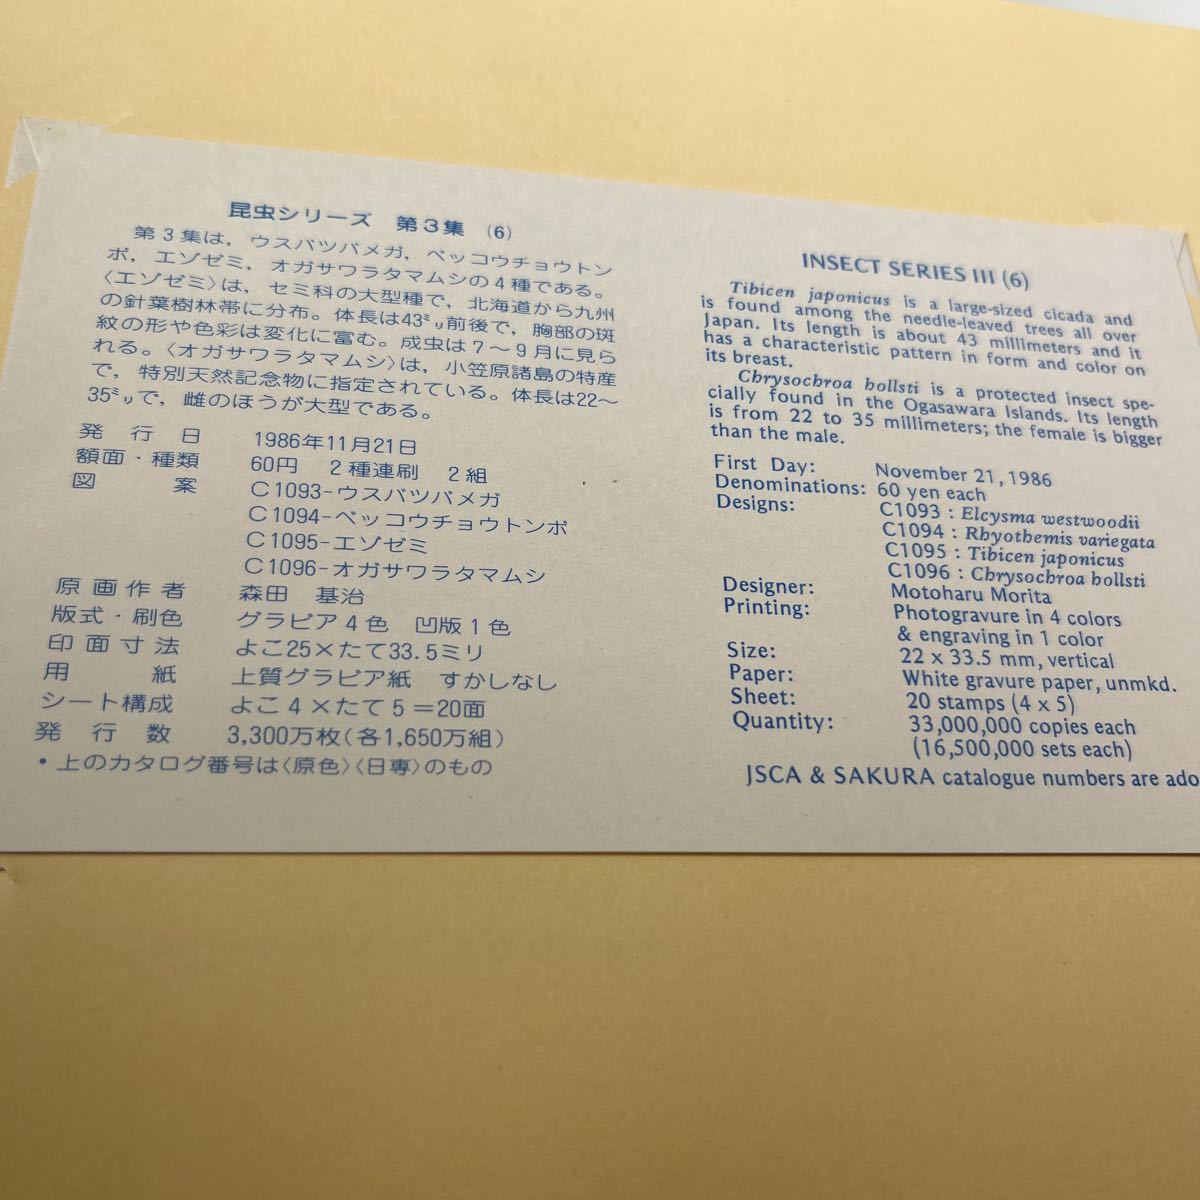 昆虫シリーズ　第3集　(6)
第3集は，ウスバツバメガ，ベッコウチョウトン
ボ，エゾゼミ，オガサワラタマムシの4種である。
〈エゾゼミ〉は，セミ科の大型種で，北海道から九州
の針葉樹林帯に分布。体長は43㍉前後で，胸部の斑
紋の形や色彩は変化に富む。成虫は7〜9月に見ら
れる。〈オガサワラタマムシ〉は，小笠原諸島の特産
で，特別天然記念物に指定されている。体長は22〜
35㍉で，雌のほうが大型である。
発行日　1986年11月21日
額面・種類　60円　2種連刷　2組
図案　C1093-ウスバツバメガ
C1094-ベッコウチョウトンボ
C1095-エゾゼミ
C1096-オガサワラタマムシ
原画作者　森田　基治
版式・刷色　グラビア4色　凹版1色
印面寸法　よこ25×たて33.5ミリ
用紙　上質グラビア紙　すかしなし
シート構成　よこ4×たて5＝20面
発行数　3,300万枚(各1,650万組)
・上のカタログ番号は〈原色〉〈日専〉のもの
INSECT SERIES III (6)
Tibicen japonicus is a large-sized cicada and
is found among the needle-leaved trees all over
Japan. Its length is about 43 millimeters and it
has a characteristic pattern in form and color on
its breast.
Chrysochroa bollsti is a protected insect spe-
cially found in the Ogasawara Islands. Its length
is from 22 to 35 millimeters; the female is bigger
than the male.
First Day: November 21, 1986
Denominations: 60 yen each
Designs: C1093 : Elcysma westwoodii
C1094 : Rhyothemis variegata
C1095 : Tibicen japonicus
C1096 : Chrysochroa bollsti
Designer: Motoharu Morita
Printing: Photogravure in 4 colors
& engraving in 1 color
Size: 22 x 33.5 mm, vertical
Paper: White gravure paper, unmkd.
Sheet: 20 stamps (4 x 5)
Quantity: 33,000,000 copies each
(16,500,000 sets each)
JSCA & SAKURA catalogue numbers are ado